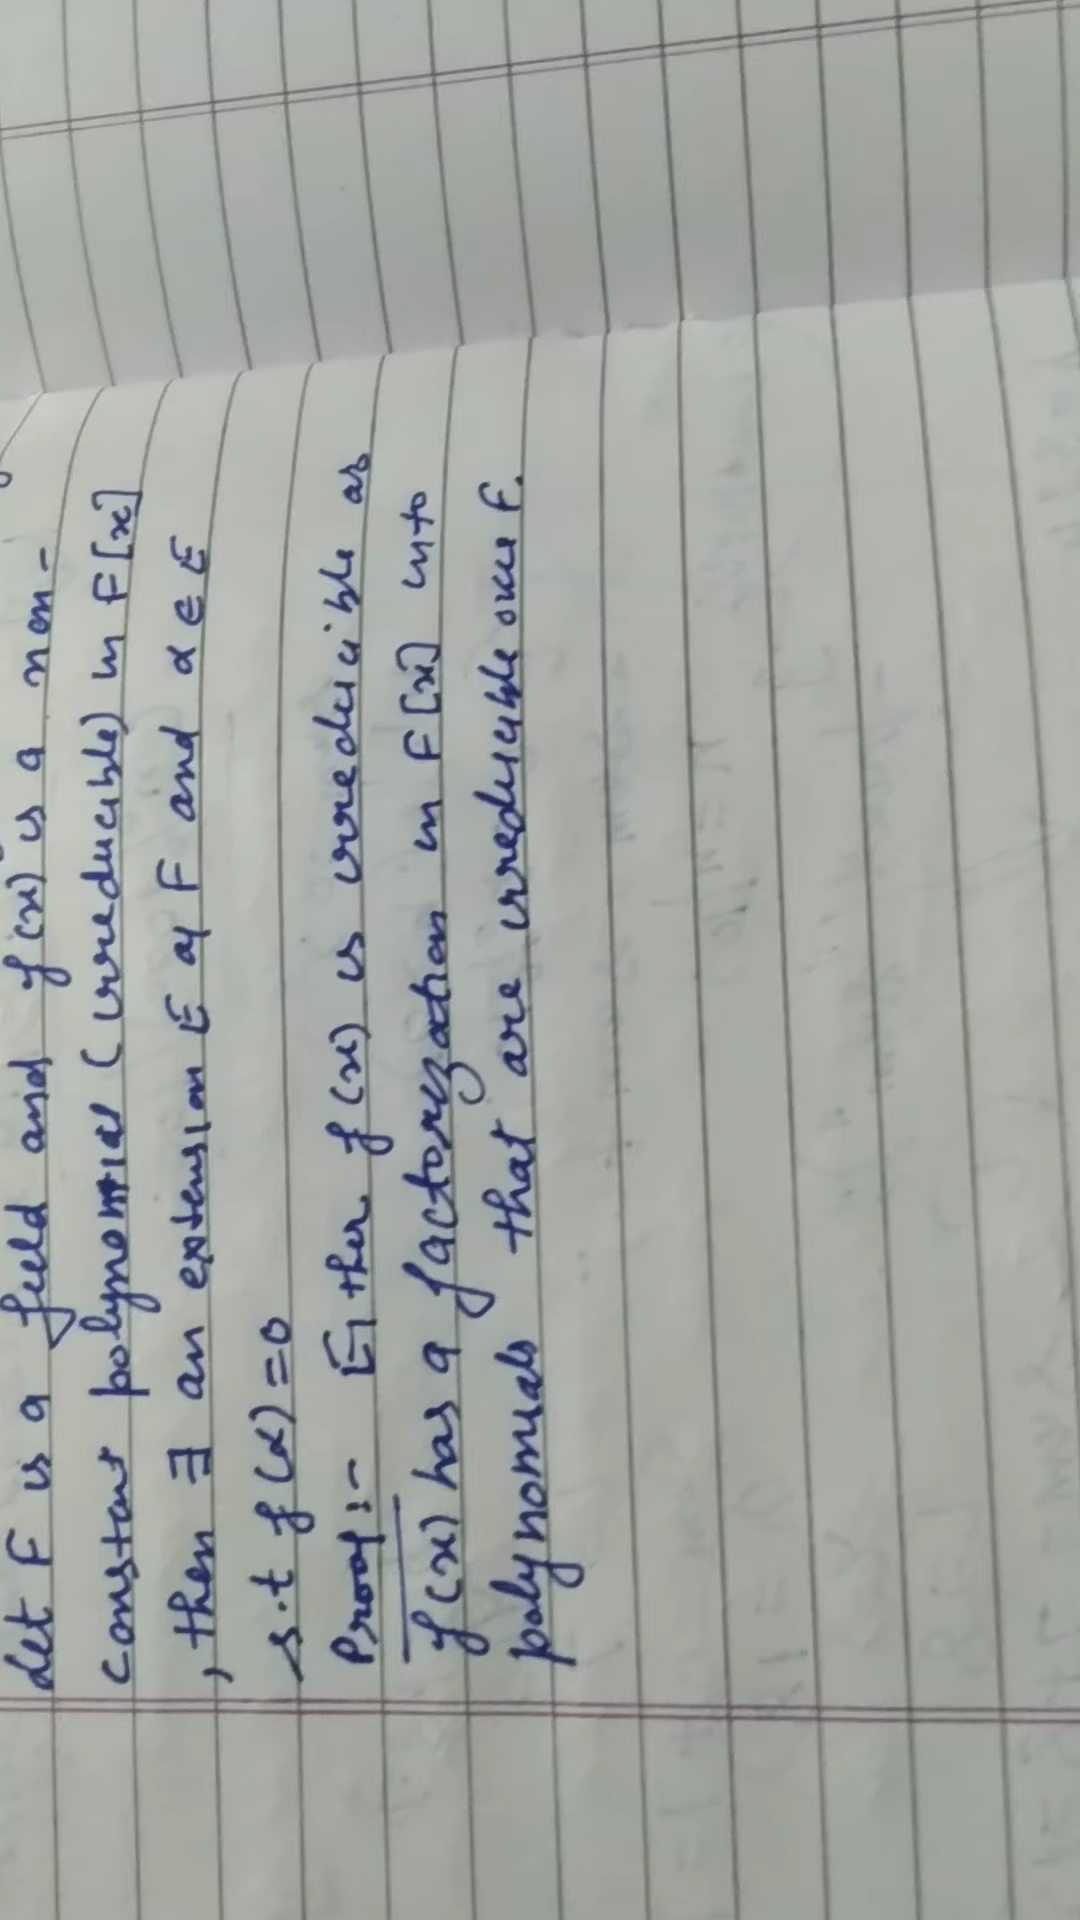 Let F is a field and f(x) is a non-
constant polynomial (irreducible) in F[x]
, then ∃ an extension E of F and α ∈ E
s.t f(α)=0
Proof:- Either f(x) is irreducible as
f(x) has a factorization in F[x] into
polynomials that are irreducible over F.